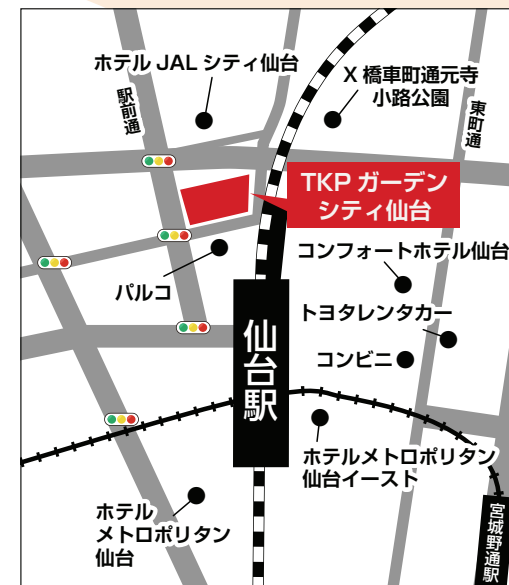 ホテル JAL シティ仙台
X 橋車町通元寺
小路公園
駅前通
東町通
TKP ガーデン
シティ仙台
コンフォートホテル仙台
パルコ
トヨタレンタカー
仙台駅
コンビニ
ホテルメトロポリタン
仙台イースト
ホテル
メトロポリタン
仙台
宮城野通駅